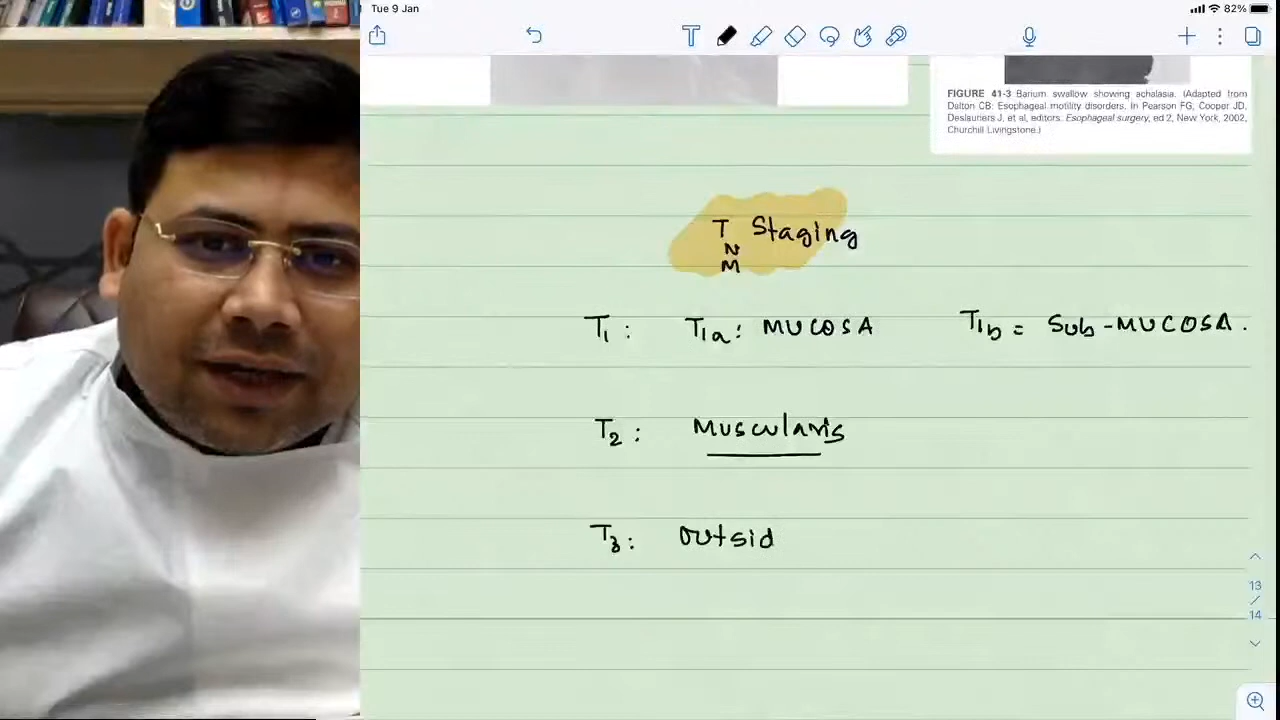 Tue 9 Jan
82%
FIGURE 41-3 Barium swallow showing achalasia. (Adapted from
Dalton CB: Esophageal motility disorders. In Pearson FG, Cooper JD,
Deslauriers J, et al, editors. Esophageal surgery, ed 2, New York, 2002,
Churchill Livingstone.)
T Staging
N
M
T1 : T1a : MUCOSA T1b = Sub-MUCOSA.
T2 : Muscularis
T3 : outsid
13
/
14